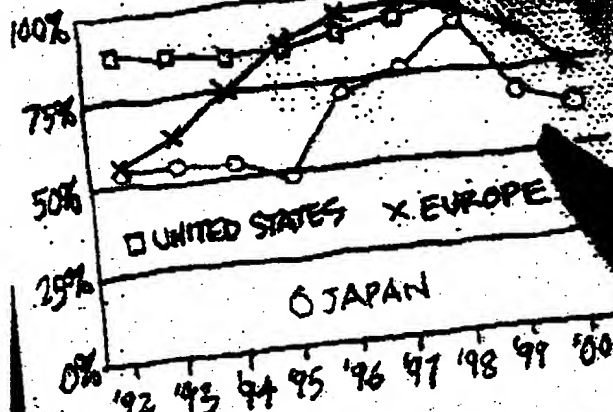 100%
75%
50%
□ UNITED STATES × EUROPE
25%
○ JAPAN
0%
'92 '93 '94 '95 '96 '97 '98 '99 '00